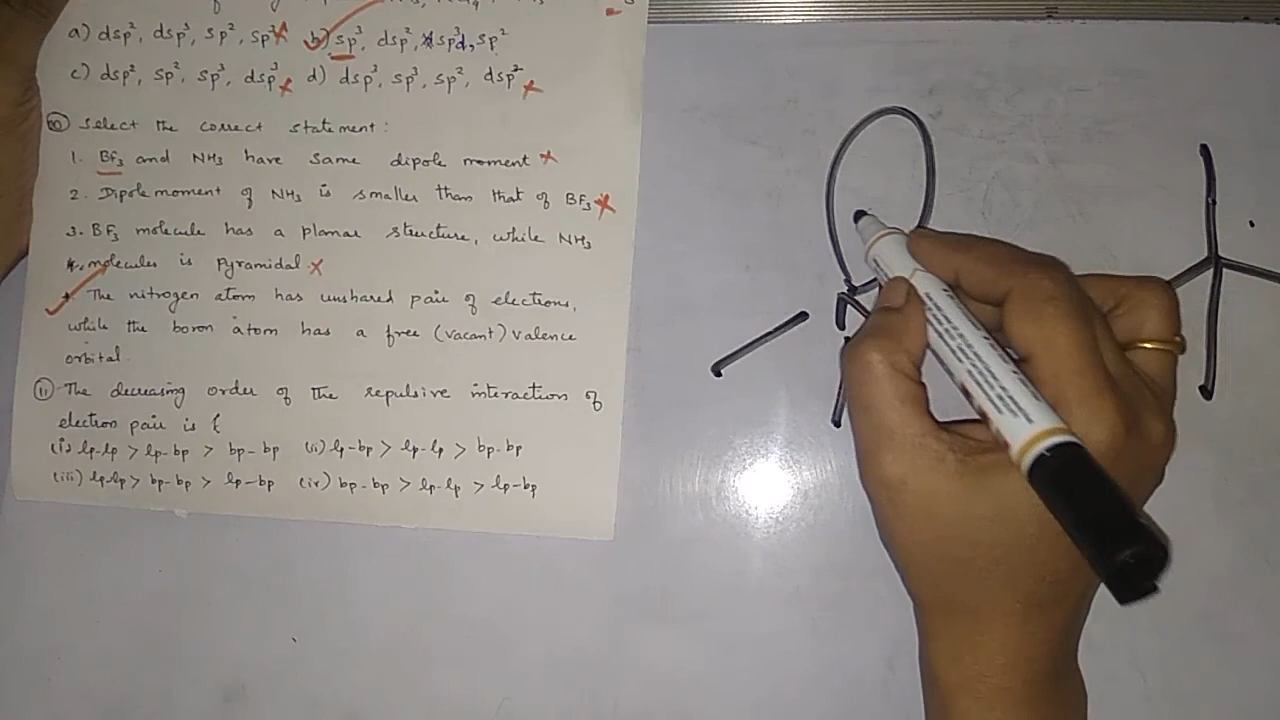 a) dsp², dsp³, sp², sp³ b) sp³, dsp², sp³d, sp²
c) dsp², sp², sp³, dsp³ d) dsp², sp³, sp², dsp²
⑩ Select the correct statement:
1. BF₃ and NH₃ have same dipole moment
2. Dipole moment of NH₃ is smaller than that of BF₃
3. BF₃ molecule has a planar structure, while NH₃
molecules is pyramidal
The nitrogen atom has unshared pair of electrons,
while the boron atom has a free (vacant) valence
orbital.
⑪ The decreasing order of the repulsive interaction of
electron pair is {
(i) lp-lp > lp-bp > bp-bp (ii) lp-bp > lp-lp > bp-bp
(iii) lp-lp > bp-bp > lp-bp (iv) bp-bp > lp-lp > lp-bp